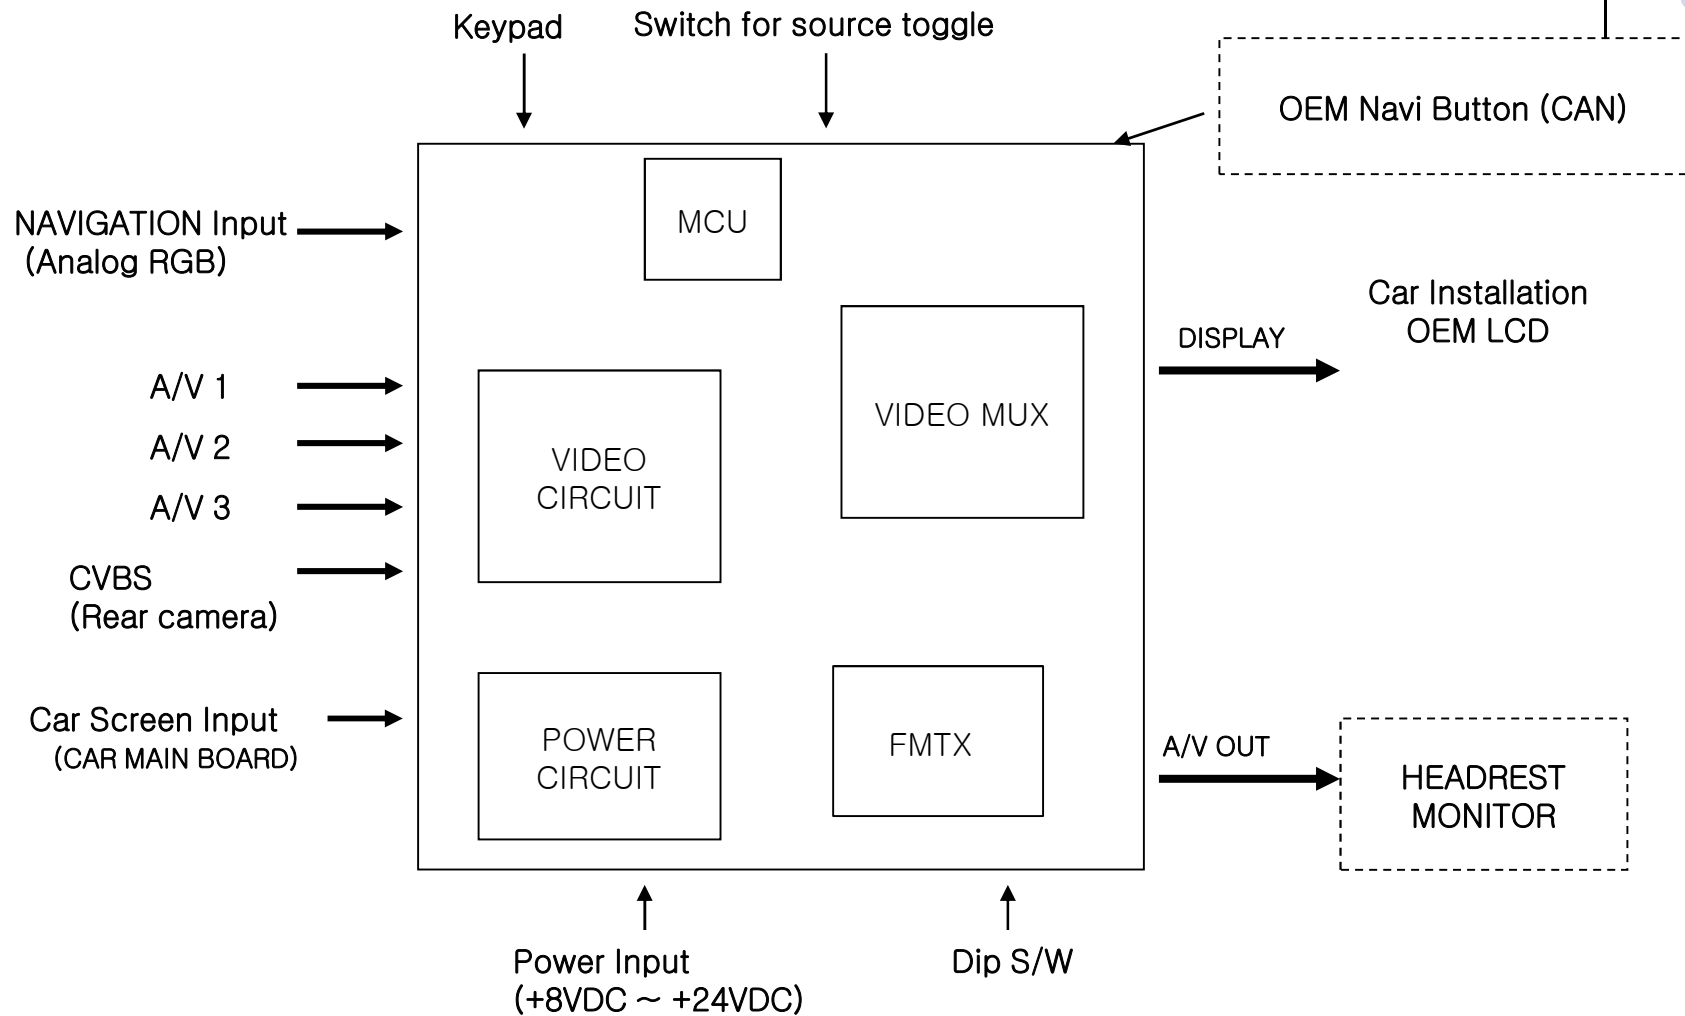 Keypad
Switch for source toggle
OEM Navi Button (CAN)
NAVIGATION Input
(Analog RGB)
MCU
Car Installation
OEM LCD
DISPLAY
A/V 1
A/V 2
A/V 3
VIDEO MUX
VIDEO
CIRCUIT
CVBS
(Rear camera)
Car Screen Input
(CAR MAIN BOARD)
POWER
CIRCUIT
FMTX
A/V OUT
HEADREST
MONITOR
Power Input
(+8VDC ~ +24VDC)
Dip S/W